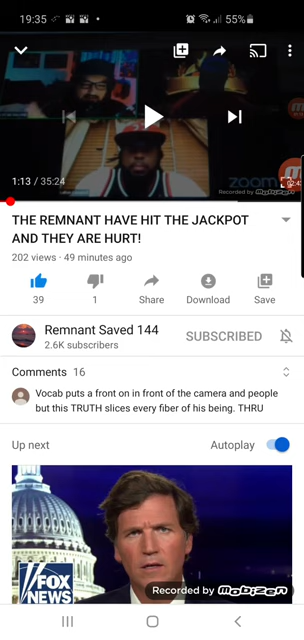 19:35
55%
1:13 / 35:24
zoom
Recorded by mobizen
THE REMNANT HAVE HIT THE JACKPOT
AND THEY ARE HURT!
202 views · 49 minutes ago
39
1
Share
Download
Save
Remnant Saved 144
2.6K subscribers
SUBSCRIBED
Comments 16
Vocab puts a front on in front of the camera and people
but this TRUTH slices every fiber of his being. THRU
Up next
Autoplay
FOX
NEWS
Recorded by mobizen